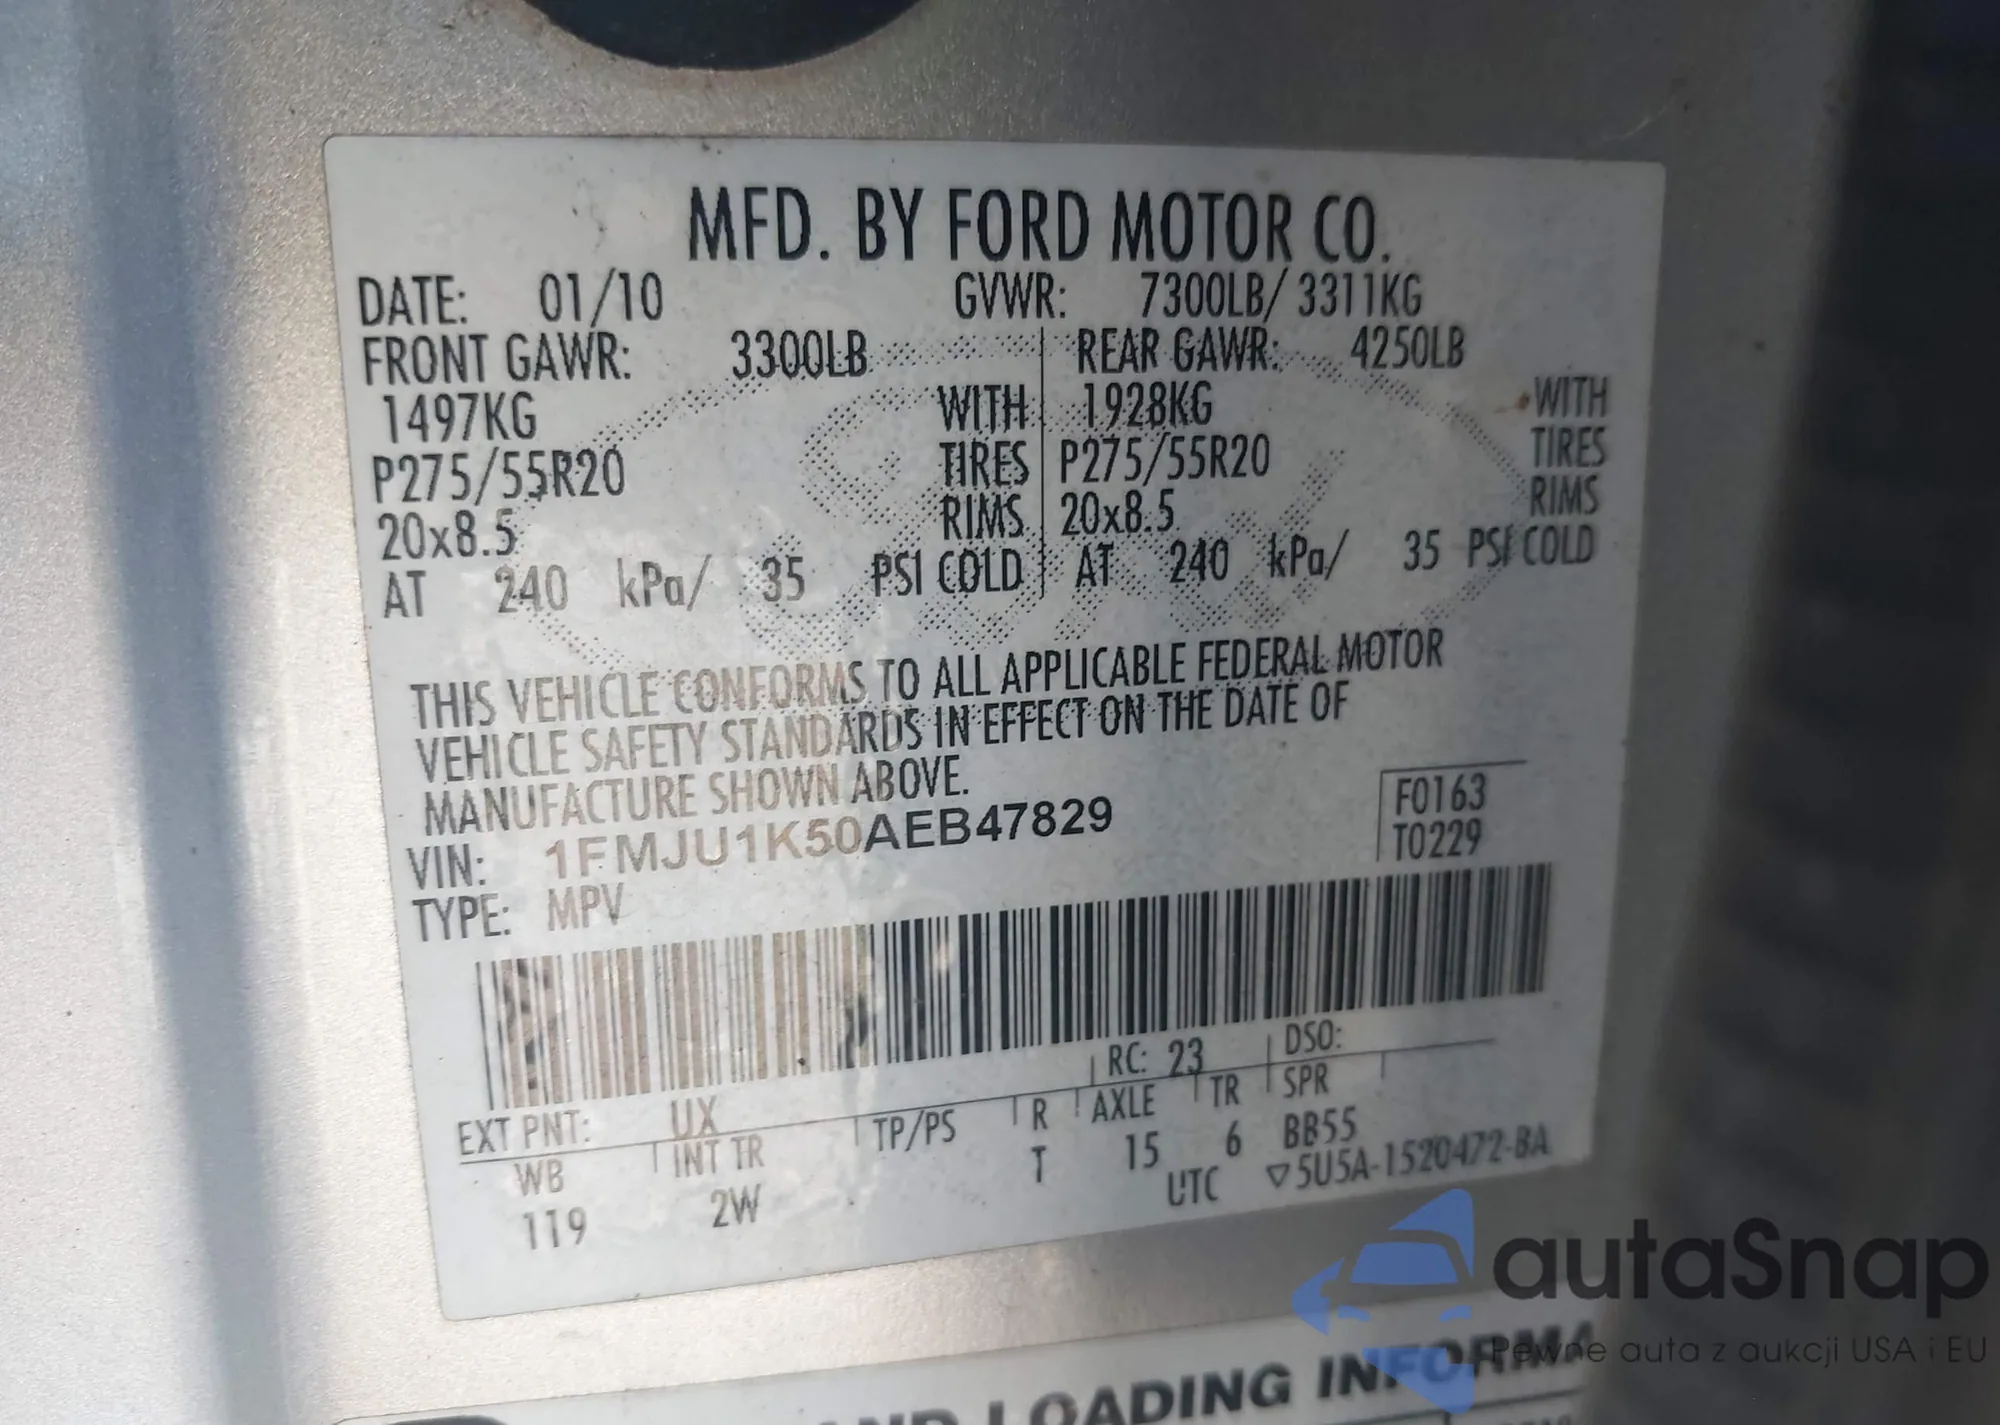 MFD. BY FORD MOTOR CO.
DATE: 01/10 GVWR: 7300LB/ 3311KG
FRONT GAWR: 3300LB REAR GAWR: 4250LB
1497KG WITH 1928KG WITH
P275/55R20 TIRES P275/55R20 TIRES
20x8.5 RIMS 20x8.5 RIMS
AT 240 kPa/ 35 PSI COLD AT 240 kPa/ 35 PSI COLD
THIS VEHICLE CONFORMS TO ALL APPLICABLE FEDERAL MOTOR
VEHICLE SAFETY STANDARDS IN EFFECT ON THE DATE OF
MANUFACTURE SHOWN ABOVE.
VIN: 1FMJU1K50AEB47829 F0163
TYPE: MPV T0229
RC: 23 DSO:
EXT PNT: UX
WB INT TR TP/PS R AXLE TR SPR
119 2W T 15 6 BB55
UTC ▽5U5A-1520472-BA
autaSnap
Pewne auta z aukcji USA i EU
AND LOADING INFORMA